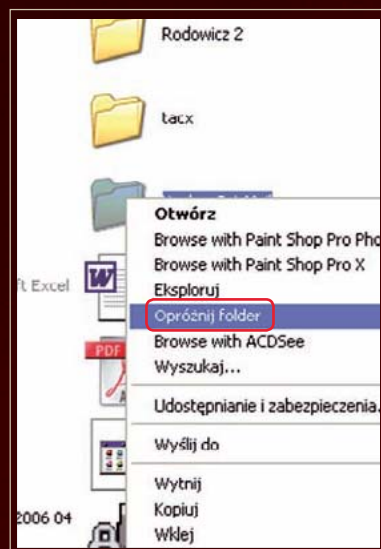 Rodowicz 2
tacx
Otwórz
Browse with Paint Shop Pro Pho
Browse with Paint Shop Pro X
ft Excel
W
Eksploruj
Opróżnij folder
PDF
Browse with ACDSee
Wyszukaj...
Udostępnianie i zabezpieczenia.
Wyślij do
Wytnij
2006 04
Kopiuj
Wklej